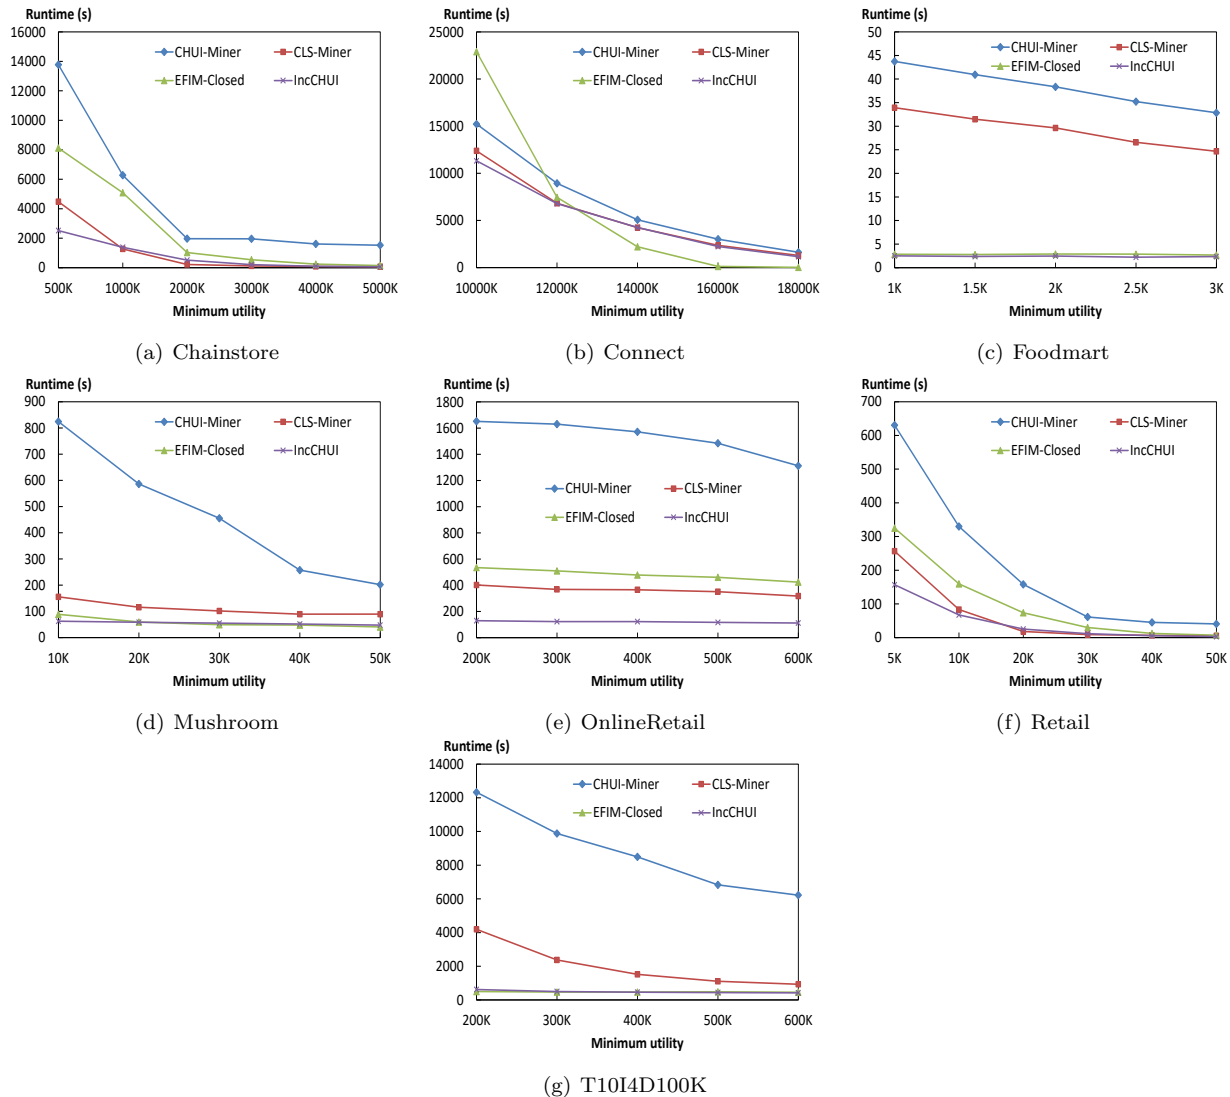 Runtime (s)
16000
14000
12000
10000
8000
6000
4000
2000
0
CHUI-Miner CLS-Miner
EFIM-Closed IncCHUI
500K 1000K 2000K 3000K 4000K 5000K
Minimum utility
(a) Chainstore
Runtime (s)
25000
20000
15000
10000
5000
0
CHUI-Miner CLS-Miner
EFIM-Closed IncCHUI
10000K 12000K 14000K 16000K 18000K
Minimum utility
(b) Connect
Runtime (s)
50
45
40
35
30
25
20
15
10
5
0
CHUI-Miner CLS-Miner
EFIM-Closed IncCHUI
1K 1.5K 2K 2.5K 3K
Minimum utility
(c) Foodmart
Runtime (s)
900
800
700
600
500
400
300
200
100
0
CHUI-Miner CLS-Miner
EFIM-Closed IncCHUI
10K 20K 30K 40K 50K
Minimum utility
(d) Mushroom
Runtime (s)
1800
1600
1400
1200
1000
800
600
400
200
0
CHUI-Miner CLS-Miner
EFIM-Closed IncCHUI
200K 300K 400K 500K 600K
Minimum utility
(e) OnlineRetail
Runtime (s)
700
600
500
400
300
200
100
0
CHUI-Miner CLS-Miner
EFIM-Closed IncCHUI
5K 10K 20K 30K 40K 50K
Minimum utility
(f) Retail
Runtime (s)
14000
12000
10000
8000
6000
4000
2000
0
CHUI-Miner CLS-Miner
EFIM-Closed IncCHUI
200K 300K 400K 500K 600K
Minimum utility
(g) T10I4D100K